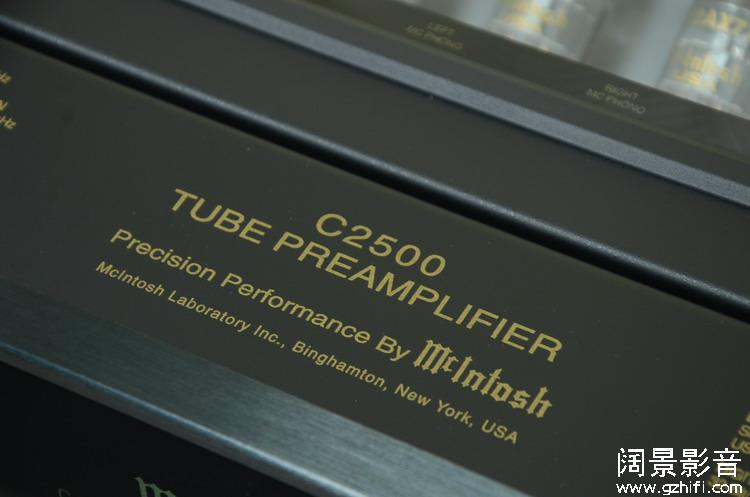 LEFT
MC PHONO
RIGHT
MC PHONO
McIntosh
C2500
TUBE PREAMPLIFIER
Precision Performance By McIntosh
McIntosh Laboratory Inc., Binghamton, New York, USA
阔景影音
www.gzhifi.com